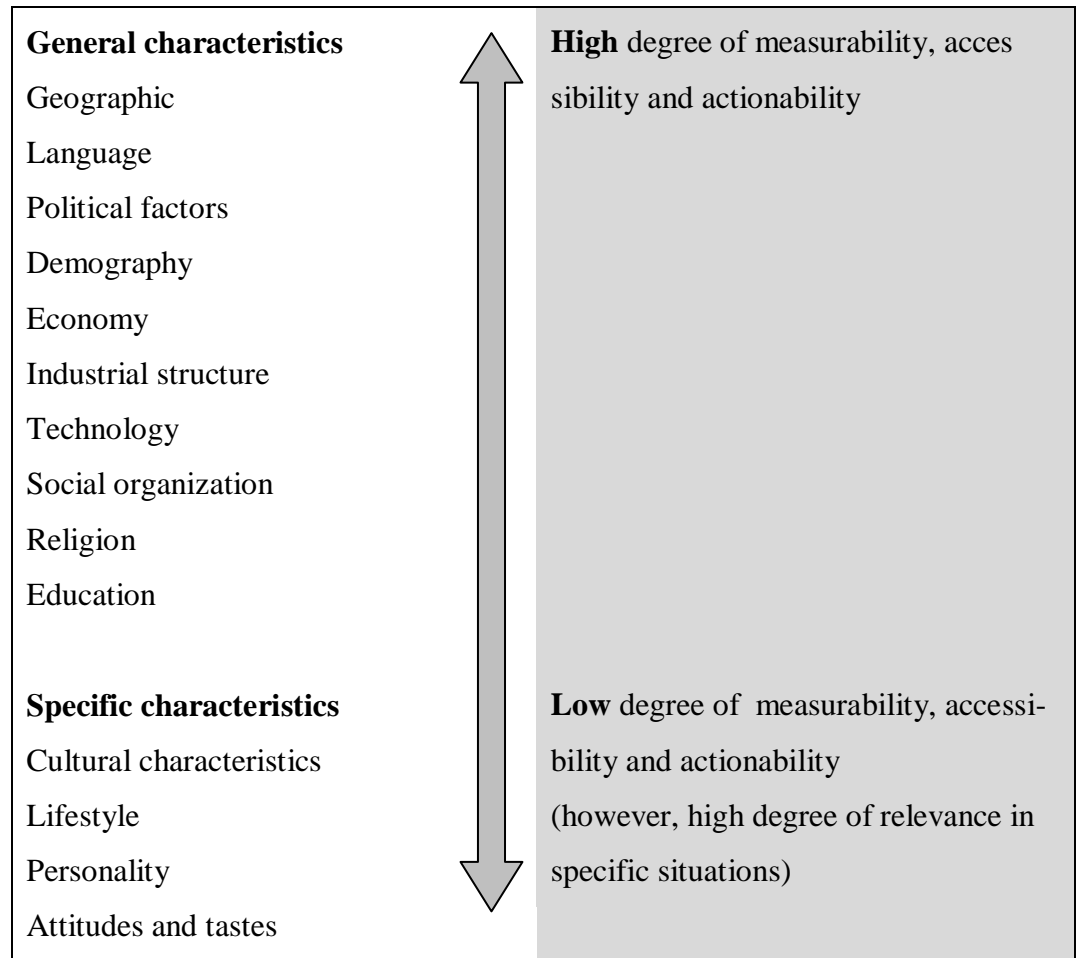 General characteristics
Geographic
Language
Political factors
Demography
Economy
Industrial structure
Technology
Social organization
Religion
Education
Specific characteristics
Cultural characteristics
Lifestyle
Personality
Attitudes and tastes
High degree of measurability, acces
sibility and actionability
Low degree of measurability, accessi-
bility and actionability
(however, high degree of relevance in
specific situations)